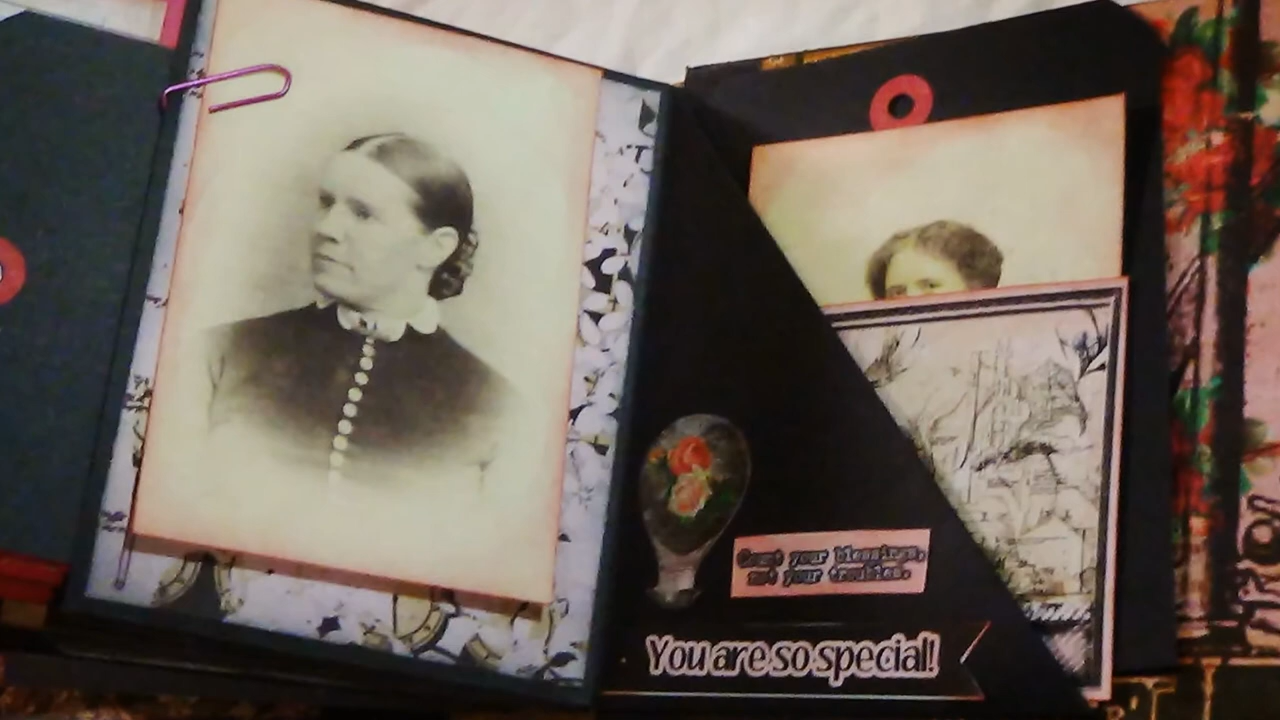 Count your blessings,
not your troubles.
You are so special!